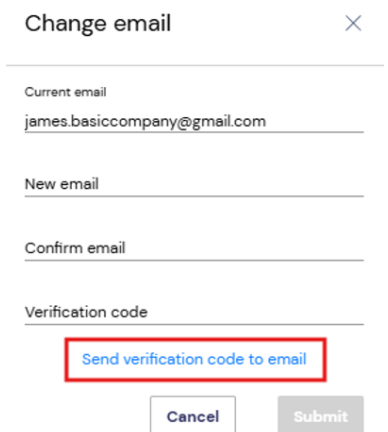 Change email
Current email
james.basiccompany@gmail.com
New email
Confirm email
Verification code
Send verification code to email
Cancel
Submit